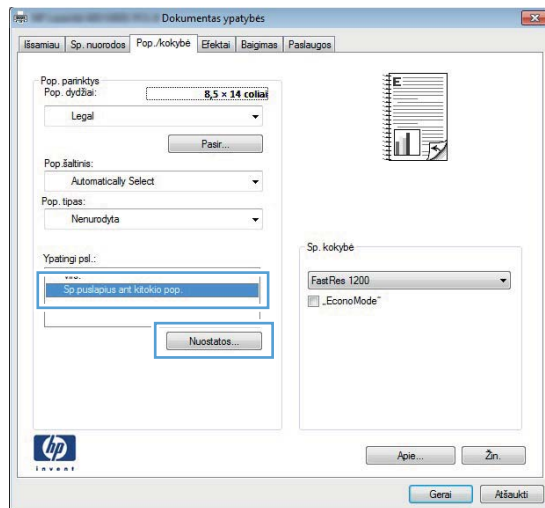 Dokumentas ypatybės
Išsamiau Sp. nuorodos Pop./kokybė Efektai Baigimas Paslaugos
Pop. parinktys
Pop. dydžiai: 8,5 × 14 coliai
Legal
Pasir...
Pop.šaltinis:
Automatically Select
Pop. tipas:
Nenurodyta
Ypatingi psl.:
Sp.puslapius ant kitokio pop.
Nuostatos...
E
Sp. kokybė
FastRes 1200
„EconoMode"
hp
invent
Apie... Žin.
Gerai Atšaukti